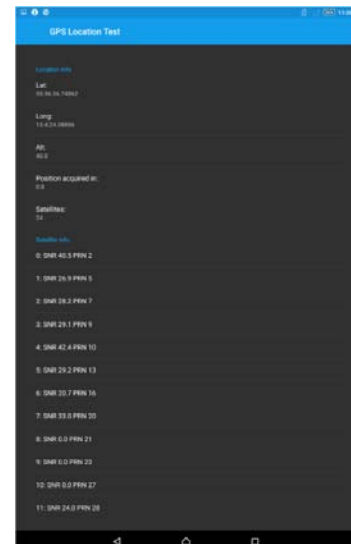 GPS Location Test
Location Info
Lat:
Long:
Alt:
40.0
Position acquired in:
0.8
Satellites:
24
Satellite Info
0: SNR 40.5 PRN 2
1: SNR 26.9 PRN 5
2: SNR 28.2 PRN 7
3: SNR 29.1 PRN 9
4: SNR 42.4 PRN 10
5: SNR 29.2 PRN 13
6: SNR 20.7 PRN 16
7: SNR 33.0 PRN 20
8: SNR 0.0 PRN 21
9: SNR 0.0 PRN 23
10: SNR 0.0 PRN 27
11: SNR 24.0 PRN 28